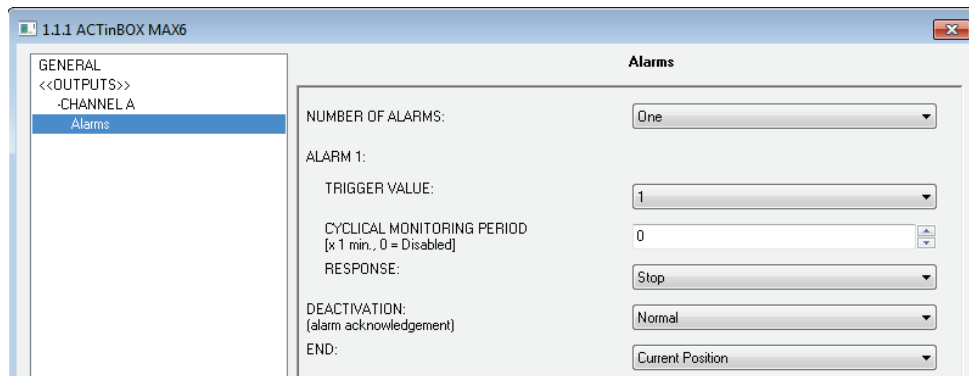 1.1.1 ACTinBOX MAX6
GENERAL
<<OUTPUTS>>
-CHANNEL A
Alarms
Alarms
NUMBER OF ALARMS:
One
ALARM 1:
TRIGGER VALUE:
1
CYCLICAL MONITORING PERIOD
[x 1 min., 0 = Disabled]
0
RESPONSE:
Stop
DEACTIVATION:
(alarm acknowledgement)
Normal
END:
Current Position